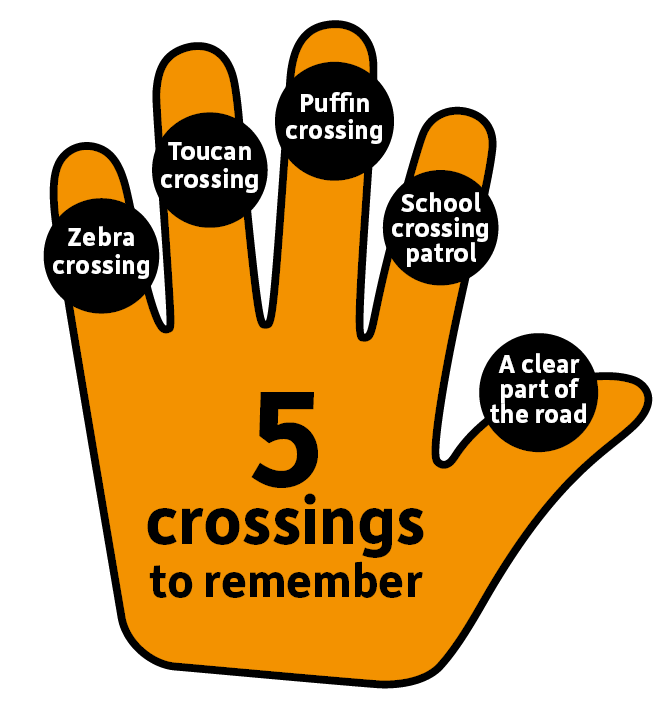 Zebra
crossing
Toucan
crossing
Puffin
crossing
School
crossing
patrol
A clear
part of
the road
5
crossings
to remember